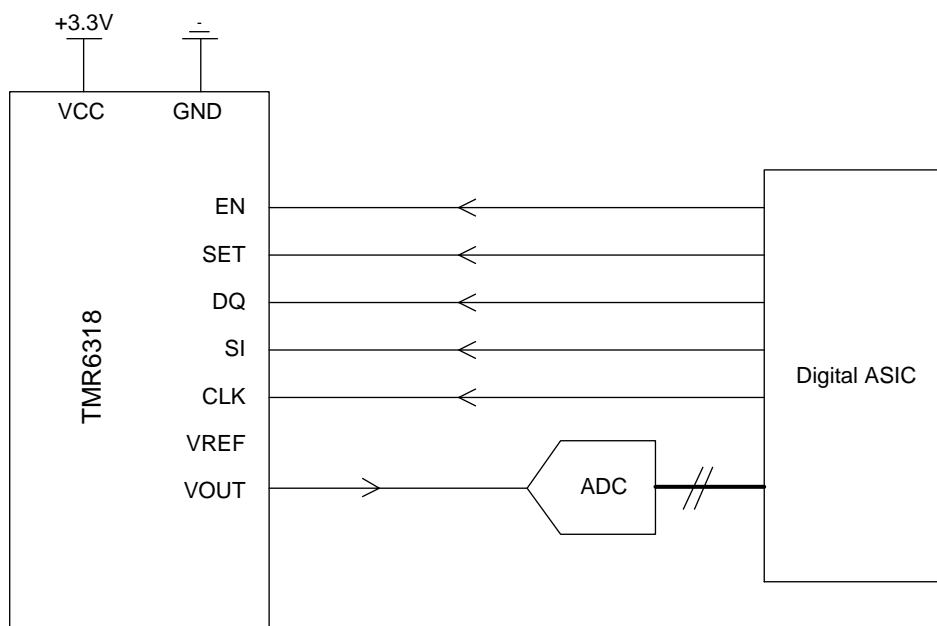 +3.3V
VCC
GND
EN
SET
DQ
SI
CLK
VREF
VOUT
TMR6318
ADC
Digital ASIC